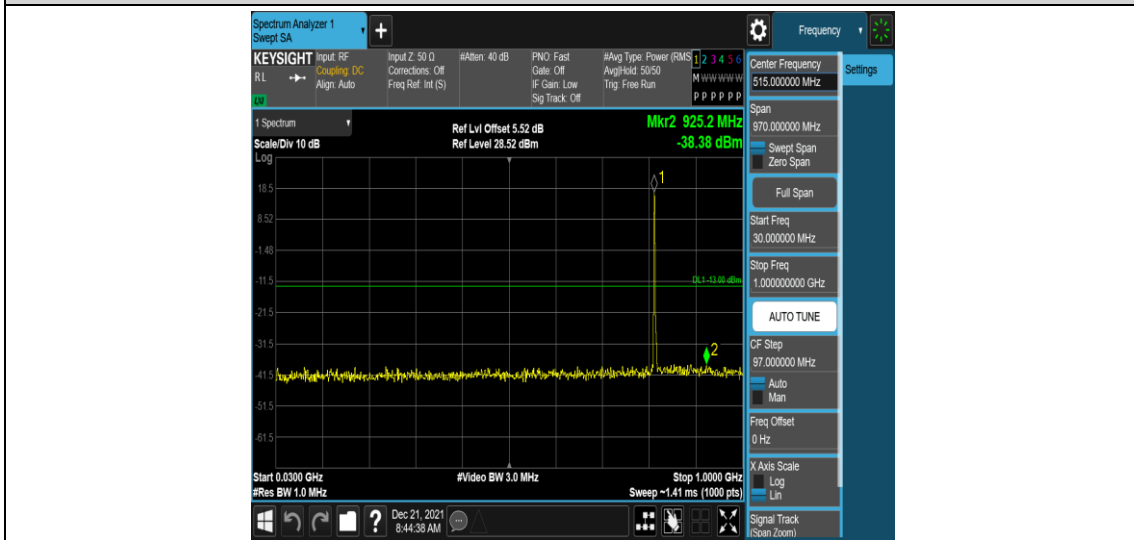 Spectrum Analyzer 1
Swept SA
+
Frequency
KEYSIGHT
RL
LXI
Input: RF
Coupling: DC
Align: Auto
Input Z: 50 Ω
Corrections: Off
Freq Ref: Int (S)
#Atten: 40 dB
PNO: Fast
Gate: Off
IF Gain: Low
Sig Track: Off
#Avg Type: Power (RMS
Avg|Hold: 50/50
Trig: Free Run
1 2 3 4 5 6
M W W W W W
P P P P P P
1 Spectrum
Scale/Div 10 dB
Log
Ref Lvl Offset 5.52 dB
Ref Level 28.52 dBm
Mkr2 925.2 MHz
-38.38 dBm
18.5
8.52
-1.48
-11.5
-21.5
-31.5
-41.5
-51.5
-61.5
1
DL1 -13.00 dBm
2
Start 0.0300 GHz
#Res BW 1.0 MHz
#Video BW 3.0 MHz
Stop 1.0000 GHz
Sweep ~1.41 ms (1000 pts)
?
Dec 21, 2021
8:44:38 AM
Center Frequency
515.000000 MHz
Settings
Span
970.000000 MHz
Swept Span
Zero Span
Full Span
Start Freq
30.000000 MHz
Stop Freq
1.000000000 GHz
AUTO TUNE
CF Step
97.000000 MHz
Auto
Man
Freq Offset
0 Hz
X Axis Scale
Log
Lin
Signal Track
(Span Zoom)